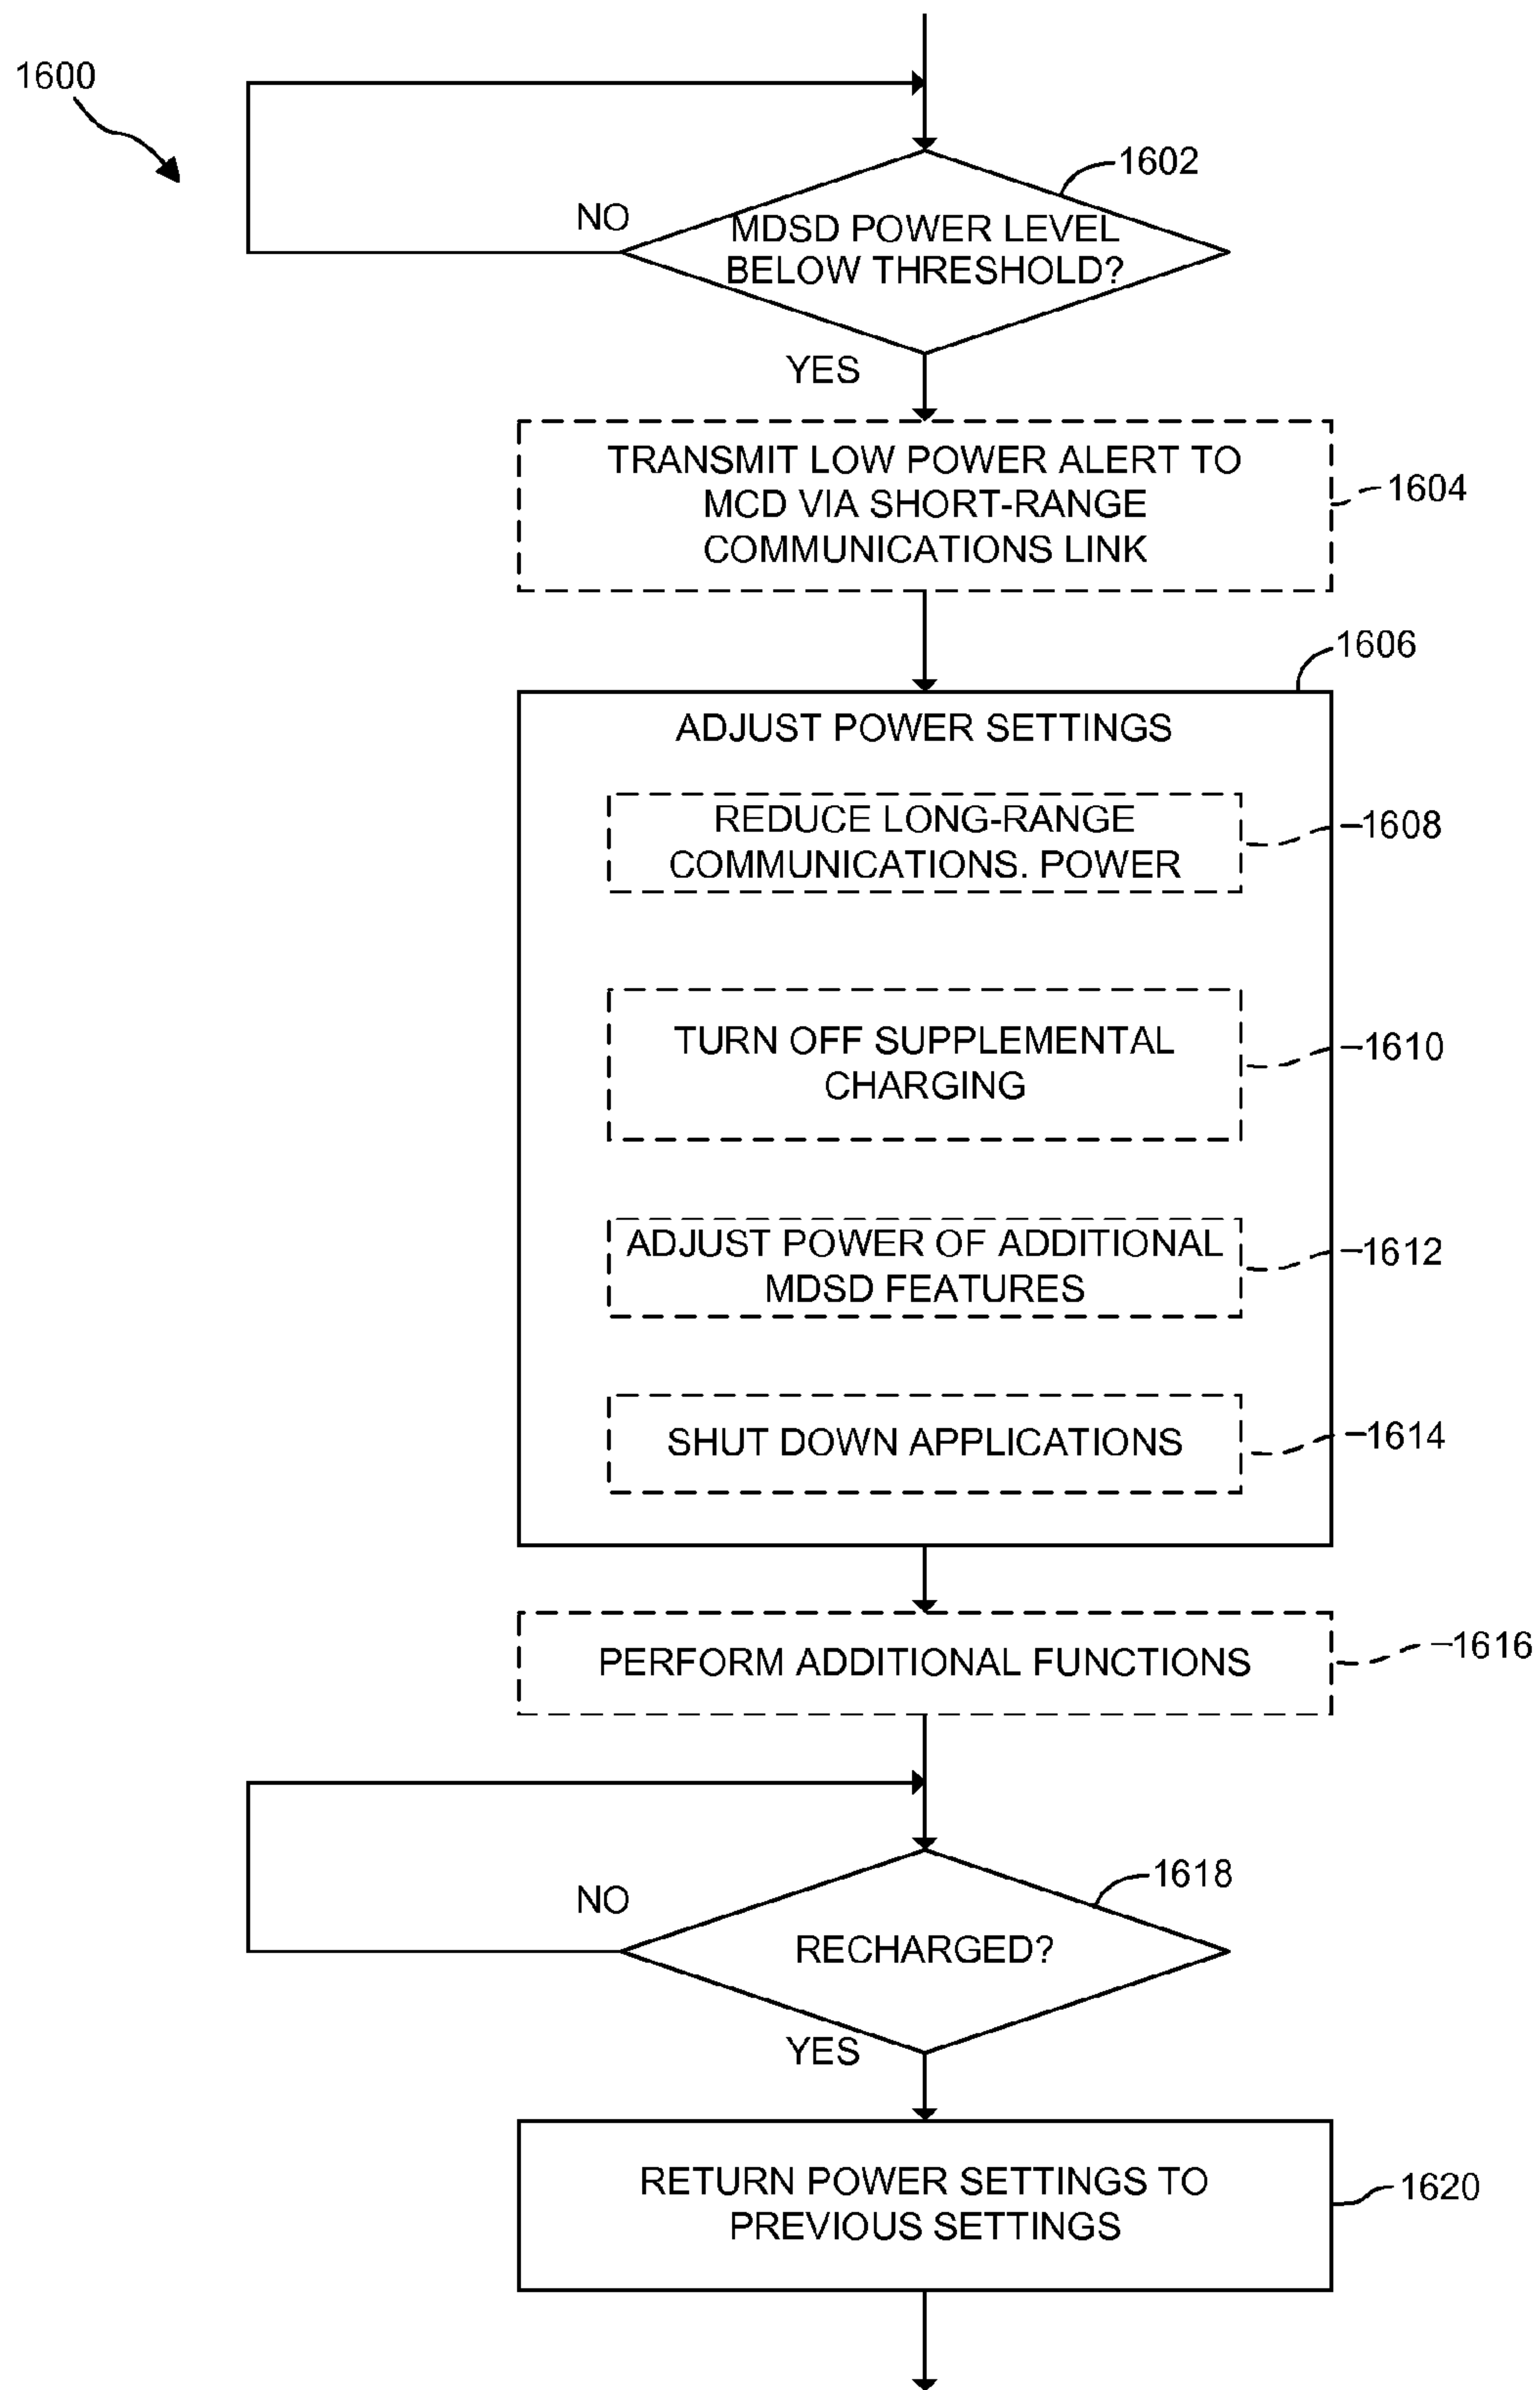 1600
1602
NO
MDSD POWER LEVEL
BELOW THRESHOLD?
YES
TRANSMIT LOW POWER ALERT TO
MCD VIA SHORT-RANGE
COMMUNICATIONS LINK
1604
1606
ADJUST POWER SETTINGS
REDUCE LONG-RANGE
COMMUNICATIONS. POWER
1608
TURN OFF SUPPLEMENTAL
CHARGING
1610
ADJUST POWER OF ADDITIONAL
MDSD FEATURES
1612
SHUT DOWN APPLICATIONS
1614
PERFORM ADDITIONAL FUNCTIONS
1616
1618
NO
RECHARGED?
YES
RETURN POWER SETTINGS TO
PREVIOUS SETTINGS
1620